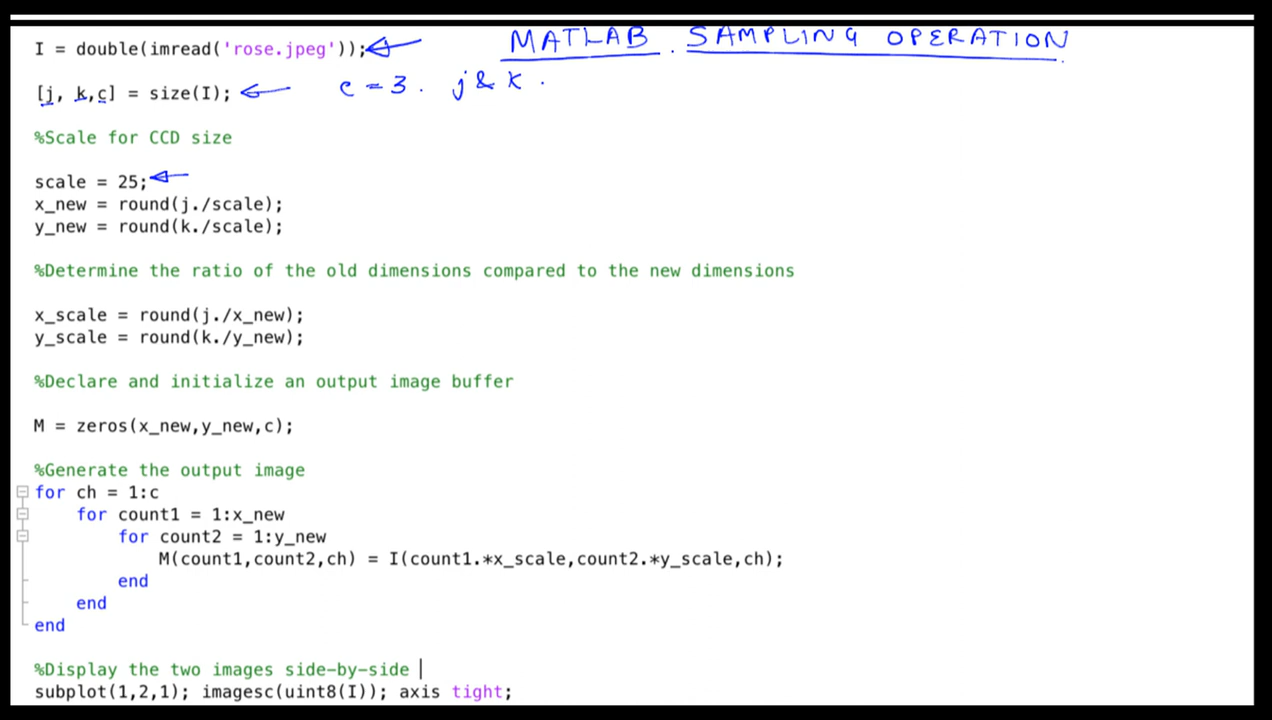 I = double(imread('rose.jpeg')); MATLAB SAMPLING OPERATION
[j, k,c] = size(I); c = 3. j & k.
%Scale for CCD size
scale = 25;
x_new = round(j./scale);
y_new = round(k./scale);
%Determine the ratio of the old dimensions compared to the new dimensions
x_scale = round(j./x_new);
y_scale = round(k./y_new);
%Declare and initialize an output image buffer
M = zeros(x_new,y_new,c);
%Generate the output image
for ch = 1:c
for count1 = 1:x_new
for count2 = 1:y_new
M(count1,count2,ch) = I(count1.*x_scale,count2.*y_scale,ch);
end
end
end
%Display the two images side-by-side
subplot(1,2,1); imagesc(uint8(I)); axis tight;